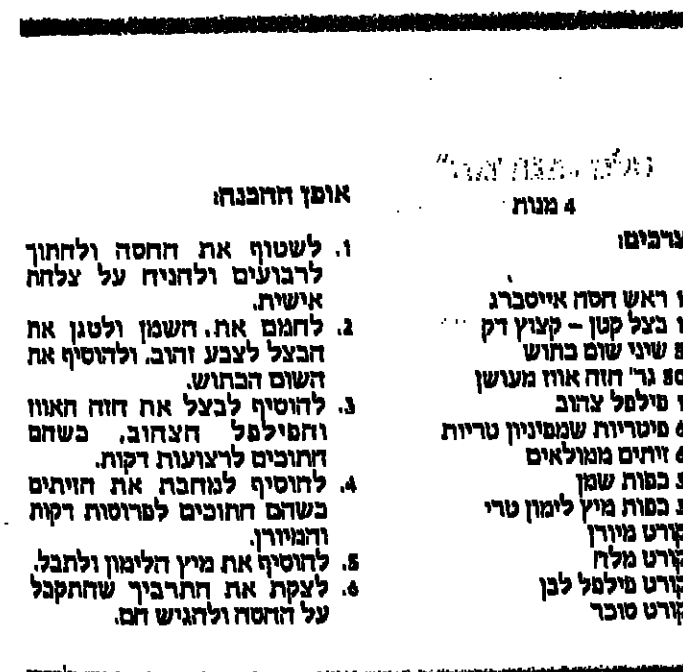 4 מנות
צרכים:
ראש חסה אייסברג
בצל קטן – קצוץ דק
שיני שום כתוש
גר' חזה אווז מעושן
פילפל צהוב
פיטריות שמפיניון טריות
זיתים ממולאים
כפות שמן
כפות מיץ לימון טרי
קורט מיורן
קורט מלח
קורט פילפל לבן
קורט סוכר
אופן ההכנה:
1. לשטוף את החסה ולחתוך
לרבועים ולהניח על צלחת
אישית.
2. לחמם את השמן ולטגן את
הבצל לצבע זהוב. ולהוסיף את
השום הכתוש.
3. להוסיף לבצל את חזה האווז
והפילפל הצהוב, כשהם
חתוכים לרצועות דקות.
4. להוסיף למחבת את הזיתים
כשהם חתוכים לפרוסות דקות
והמיורן.
5. להוסיף את מיץ הלימון ולתבל.
6. לצקת את התרביך שהתקבל
על החסה ולהגיש חם.